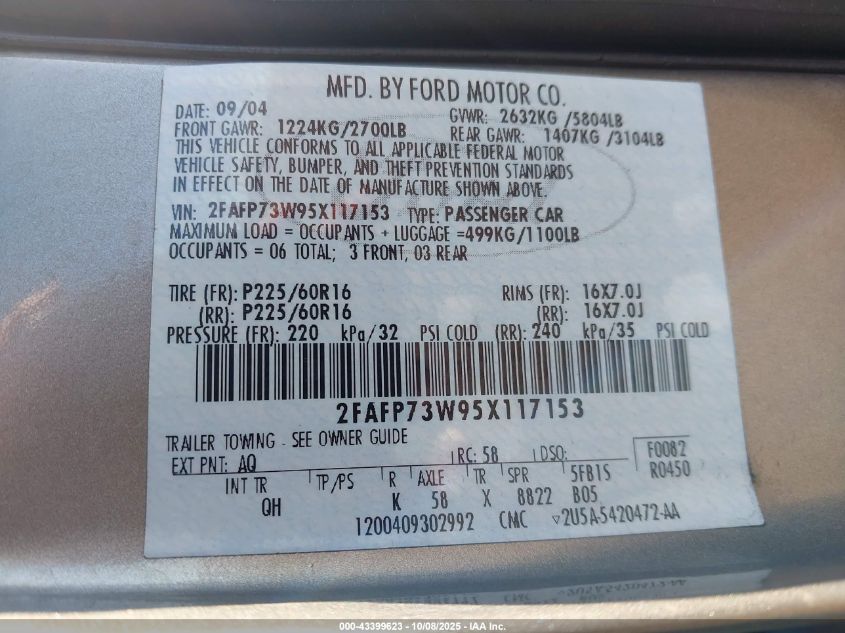 MFD. BY FORD MOTOR CO.
DATE: 09/04 GVWR: 2632KG /5804LB
FRONT GAWR: 1224KG/2700LB REAR GAWR: 1407KG /3104LB
THIS VEHICLE CONFORMS TO ALL APPLICABLE FEDERAL MOTOR
VEHICLE SAFETY, BUMPER, AND THEFT PREVENTION STANDARDS
IN EFFECT ON THE DATE OF MANUFACTURE SHOWN ABOVE.
VIN: 2FAFP73W95X117153 TYPE: PASSENGER CAR
MAXIMUM LOAD = OCCUPANTS + LUGGAGE =499KG/1100LB
OCCUPANTS = 06 TOTAL; 3 FRONT, 03 REAR
TIRE (FR): P225/60R16 RIMS (FR): 16X7.0J
(RR): P225/60R16 (RR): 16X7.0J
PRESSURE (FR): 220 kPa/32 PSI COLD (RR): 240 kPa/35 PSI COLD
2FAFP73W95X117153
TRAILER TOWING - SEE OWNER GUIDE
EXT PNT: AQ RC: 58 DSO: F0082
INT TR TP/PS R AXLE TR SPR 5FB15 R0450
QH K 58 X 8822 B05
1200409302992 CMC 2U5A-5420472-AA
CMC 2U5A-5420472-AA
000-43399623 - 10/08/2025 - IAA Inc.